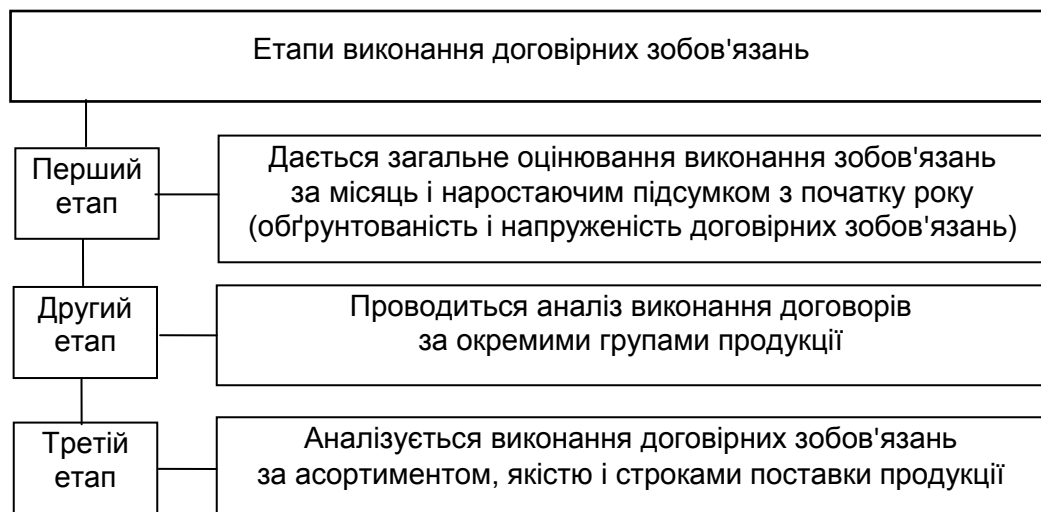 Етапи виконання договірних зобов'язань
Перший
етап
Дається загальне оцінювання виконання зобов'язань
за місяць і наростаючим підсумком з початку року
(обґрунтованість і напруженість договірних зобов'язань)
Другий
етап
Проводиться аналіз виконання договорів
за окремими групами продукції
Третій
етап
Аналізується виконання договірних зобов'язань
за асортиментом, якістю і строками поставки продукції